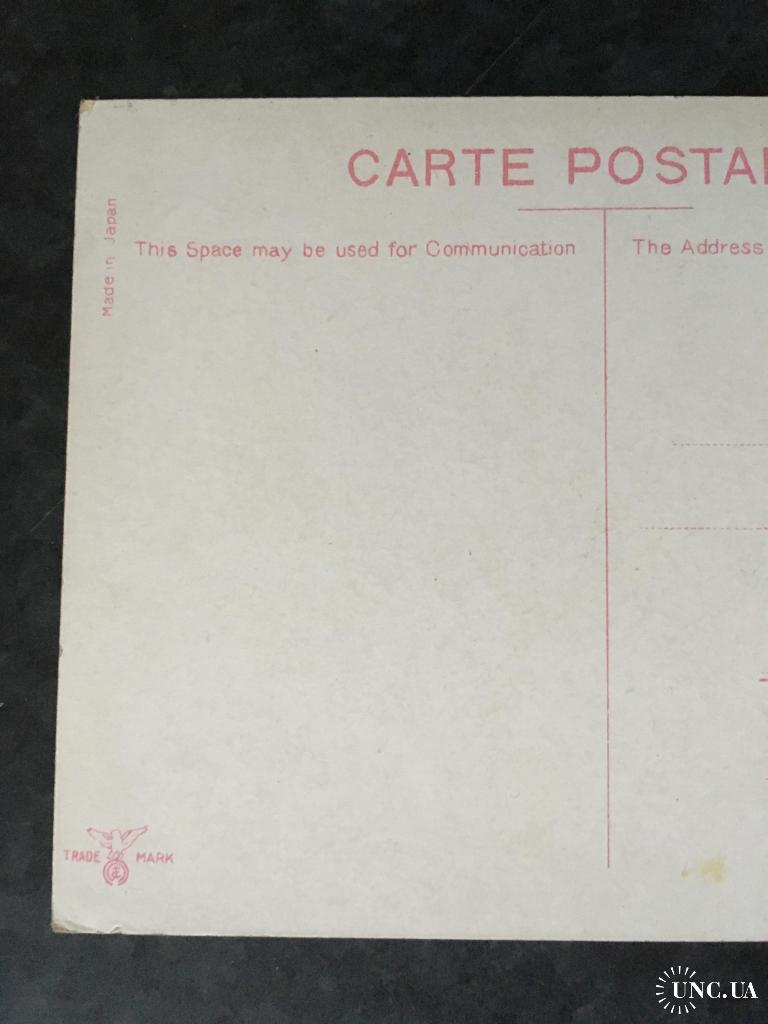 CARTE POSTAL
Made in Japan
This Space may be used for Communication
The Address
TRADE MARK
UNC.UA